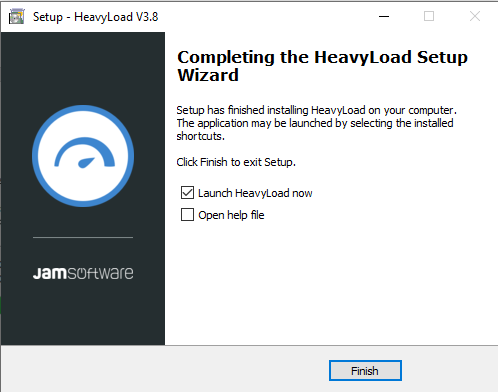 Setup - HeavyLoad V3.8
Completing the HeavyLoad Setup
Wizard
Setup has finished installing HeavyLoad on your computer.
The application may be launched by selecting the installed
shortcuts.
Click Finish to exit Setup.
Launch HeavyLoad now
Open help file
JAMSOFTWARE
Finish